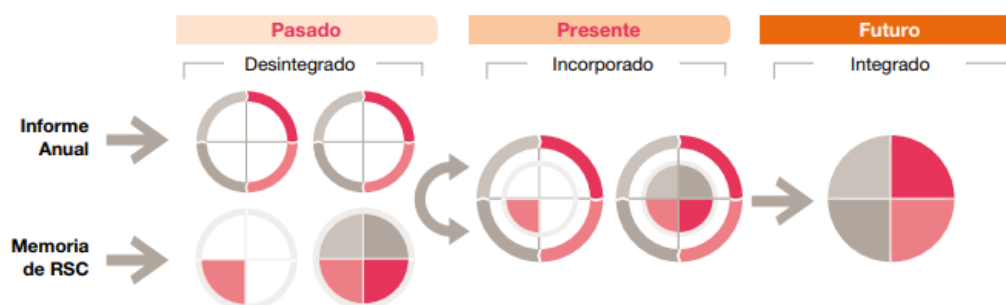 Pasado
Presente
Futuro
Desintegrado
Incorporado
Integrado
Informe
Anual
Memoria
de RSC